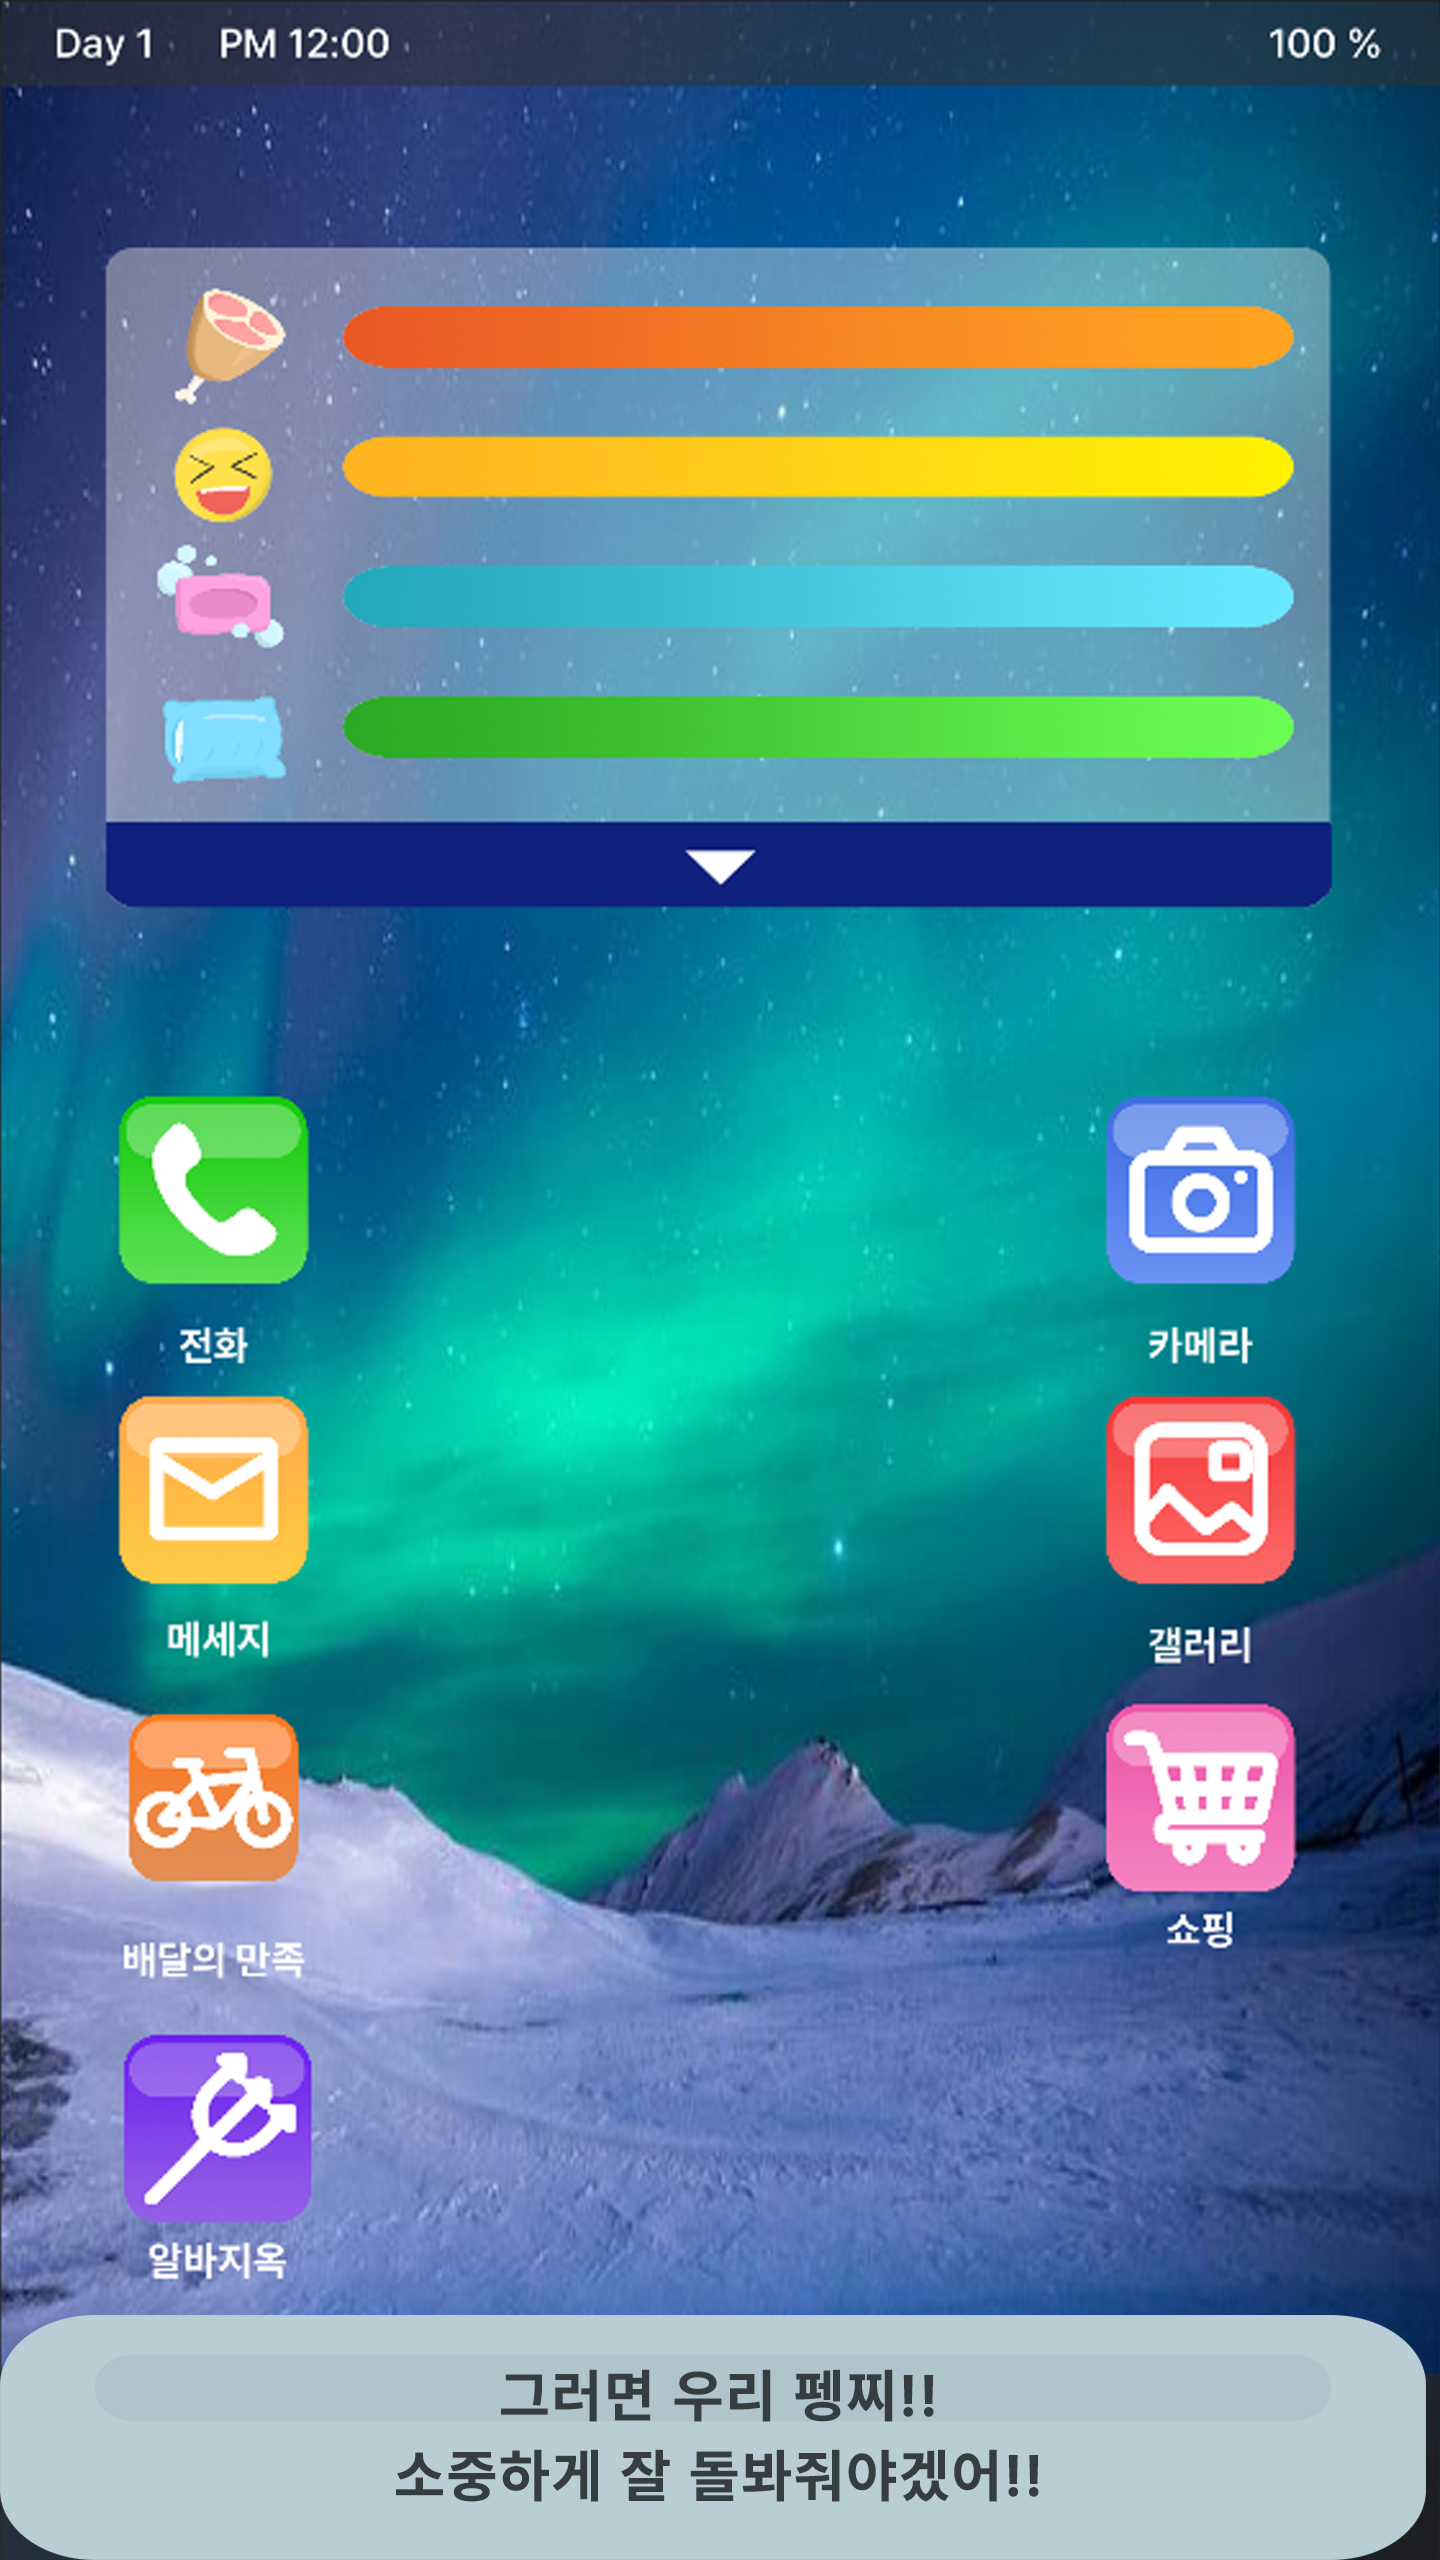 Day 1 PM 12:00 100 %
전화 카메라
메세지 갤러리
배달의 만족 쇼핑
알바지옥
그러면 우리 펭찌!!
소중하게 잘 돌봐줘야겠어!!